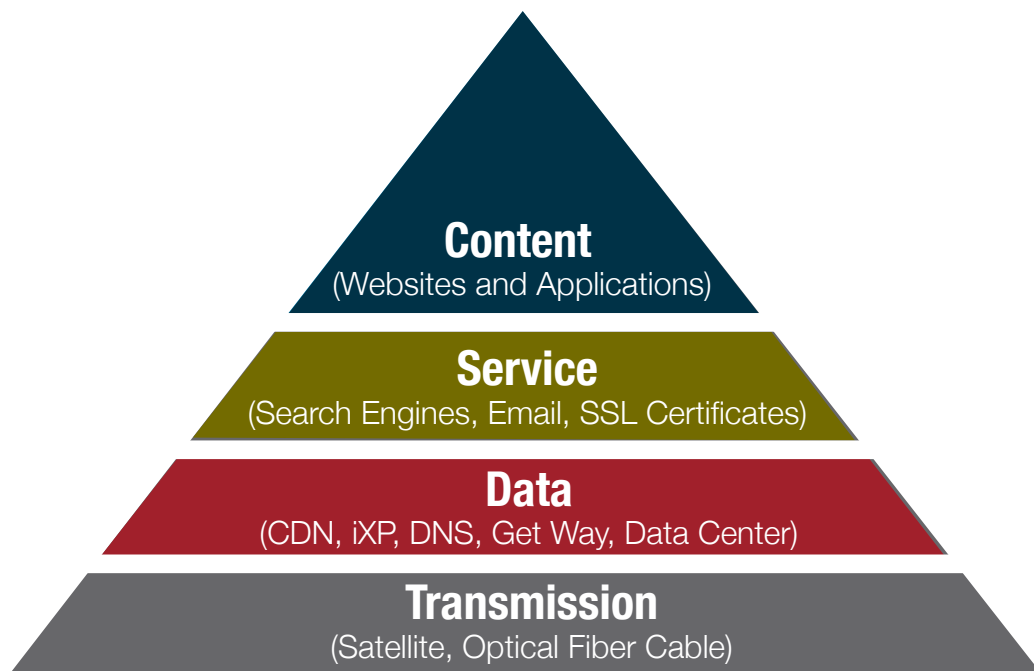 Content
(Websites and Applications)
Service
(Search Engines, Email, SSL Certificates)
Data
(CDN, iXP, DNS, Get Way, Data Center)
Transmission
(Satellite, Optical Fiber Cable)